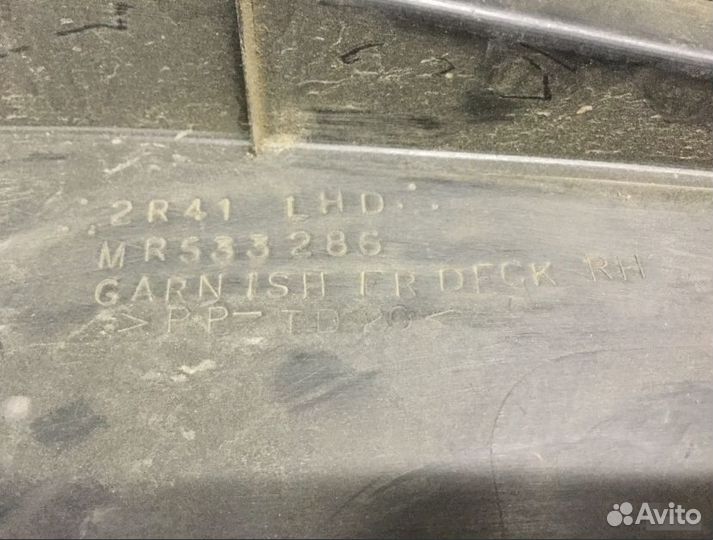 2R41 LHD
MR533286
GARNISH FR DECK RH
>PP-TD20<
Avito